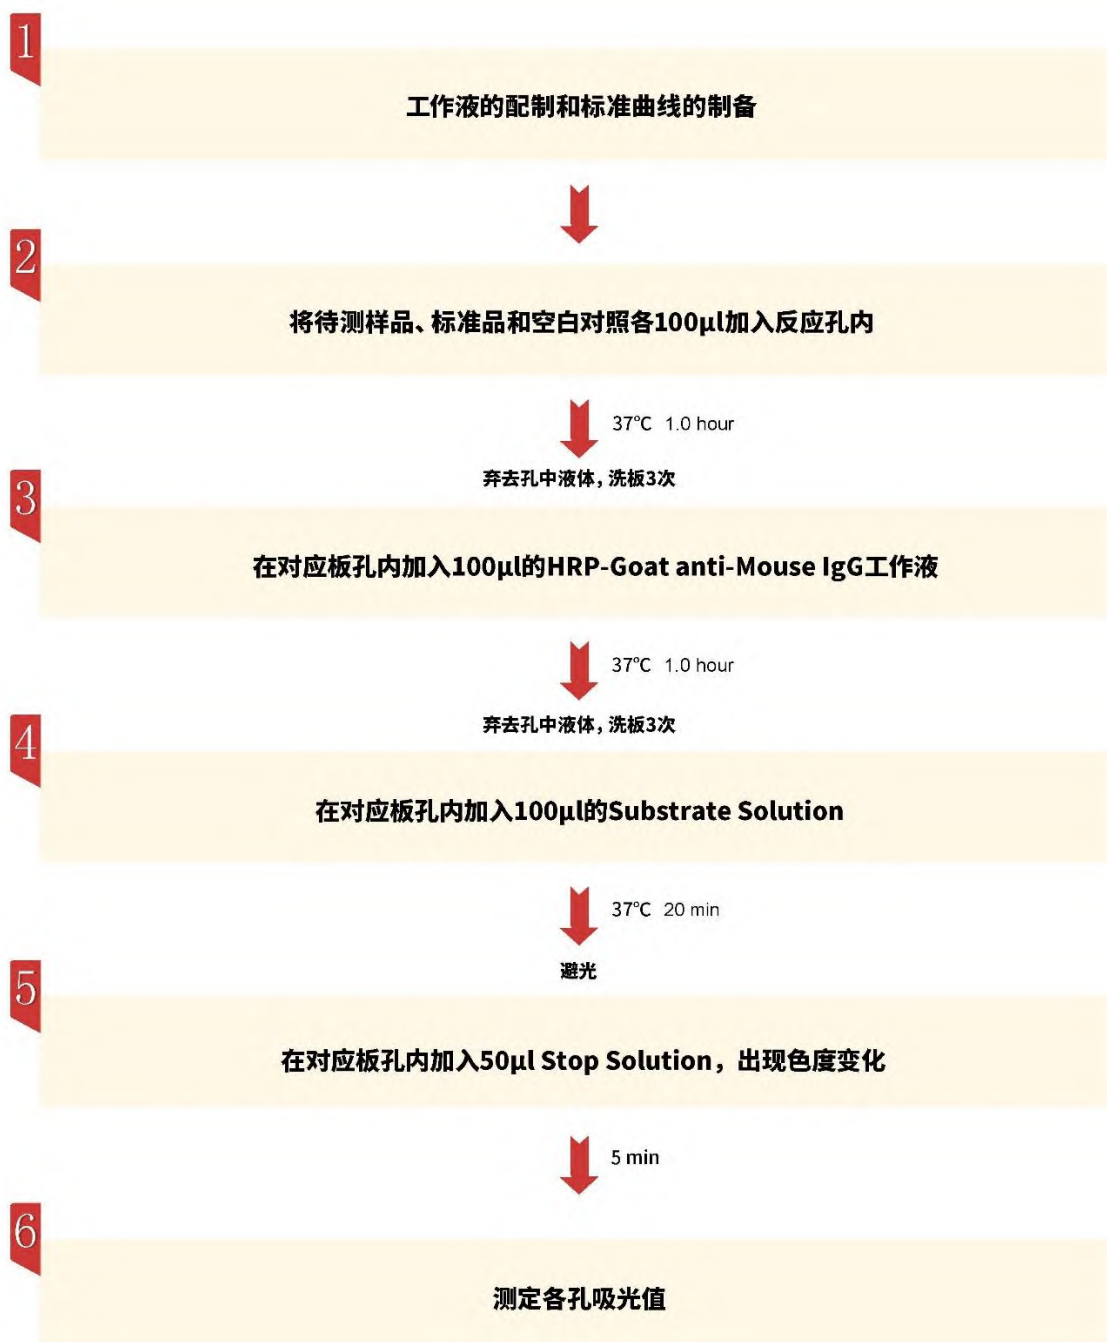 1
工作液的配制和标准曲线的制备
2
将待测样品、标准品和空白对照各100μl加入反应孔内
37℃ 1.0 hour
弃去孔中液体，洗板3次
3
在对应板孔内加入100μl的HRP-Goat anti-Mouse IgG工作液
37℃ 1.0 hour
弃去孔中液体，洗板3次
4
在对应板孔内加入100μl的Substrate Solution
37℃ 20 min
避光
5
在对应板孔内加入50μl Stop Solution，出现色度变化
5 min
6
测定各孔吸光值